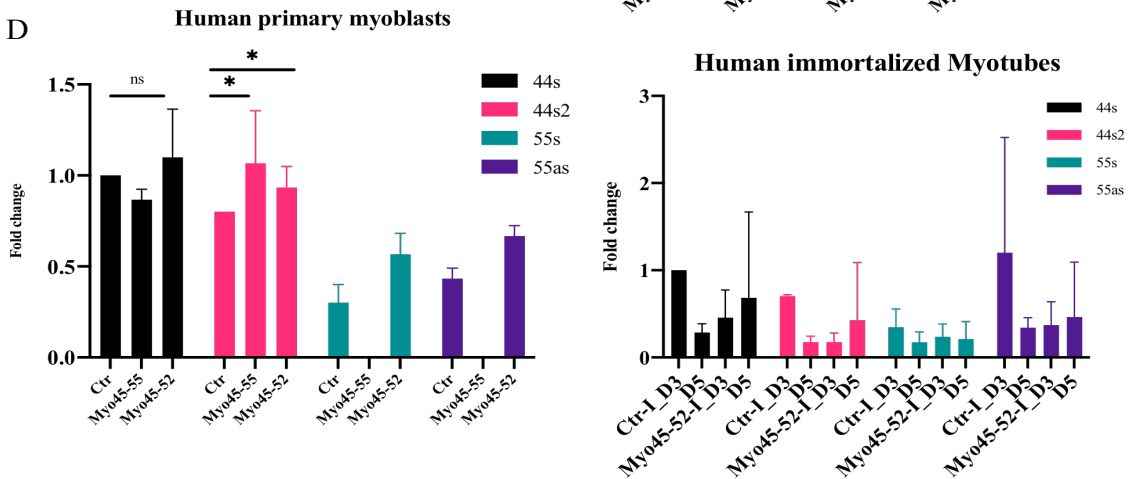 D
Human primary myoblasts
Fold change
1.5
1.0
0.5
0.0
ns
*
*
44s
44s2
55s
55as
Ctr
Myo45-55
Myo45-52
Ctr
Myo45-55
Myo45-52
Ctr
Myo45-55
Myo45-52
Ctr
Myo45-55
Myo45-52
Human immortalized Myotubes
Fold change
3
2
1
0
44s
44s2
55s
55as
Ctr-I_D3
D5
Myo45-52-I_D3
D5
Ctr-I_D3
D5
Myo45-52-I_D3
D5
Ctr-I_D3
D5
Myo45-52-I_D3
D5
Ctr-I_D3
D5
Myo45-52-I_D3
D5